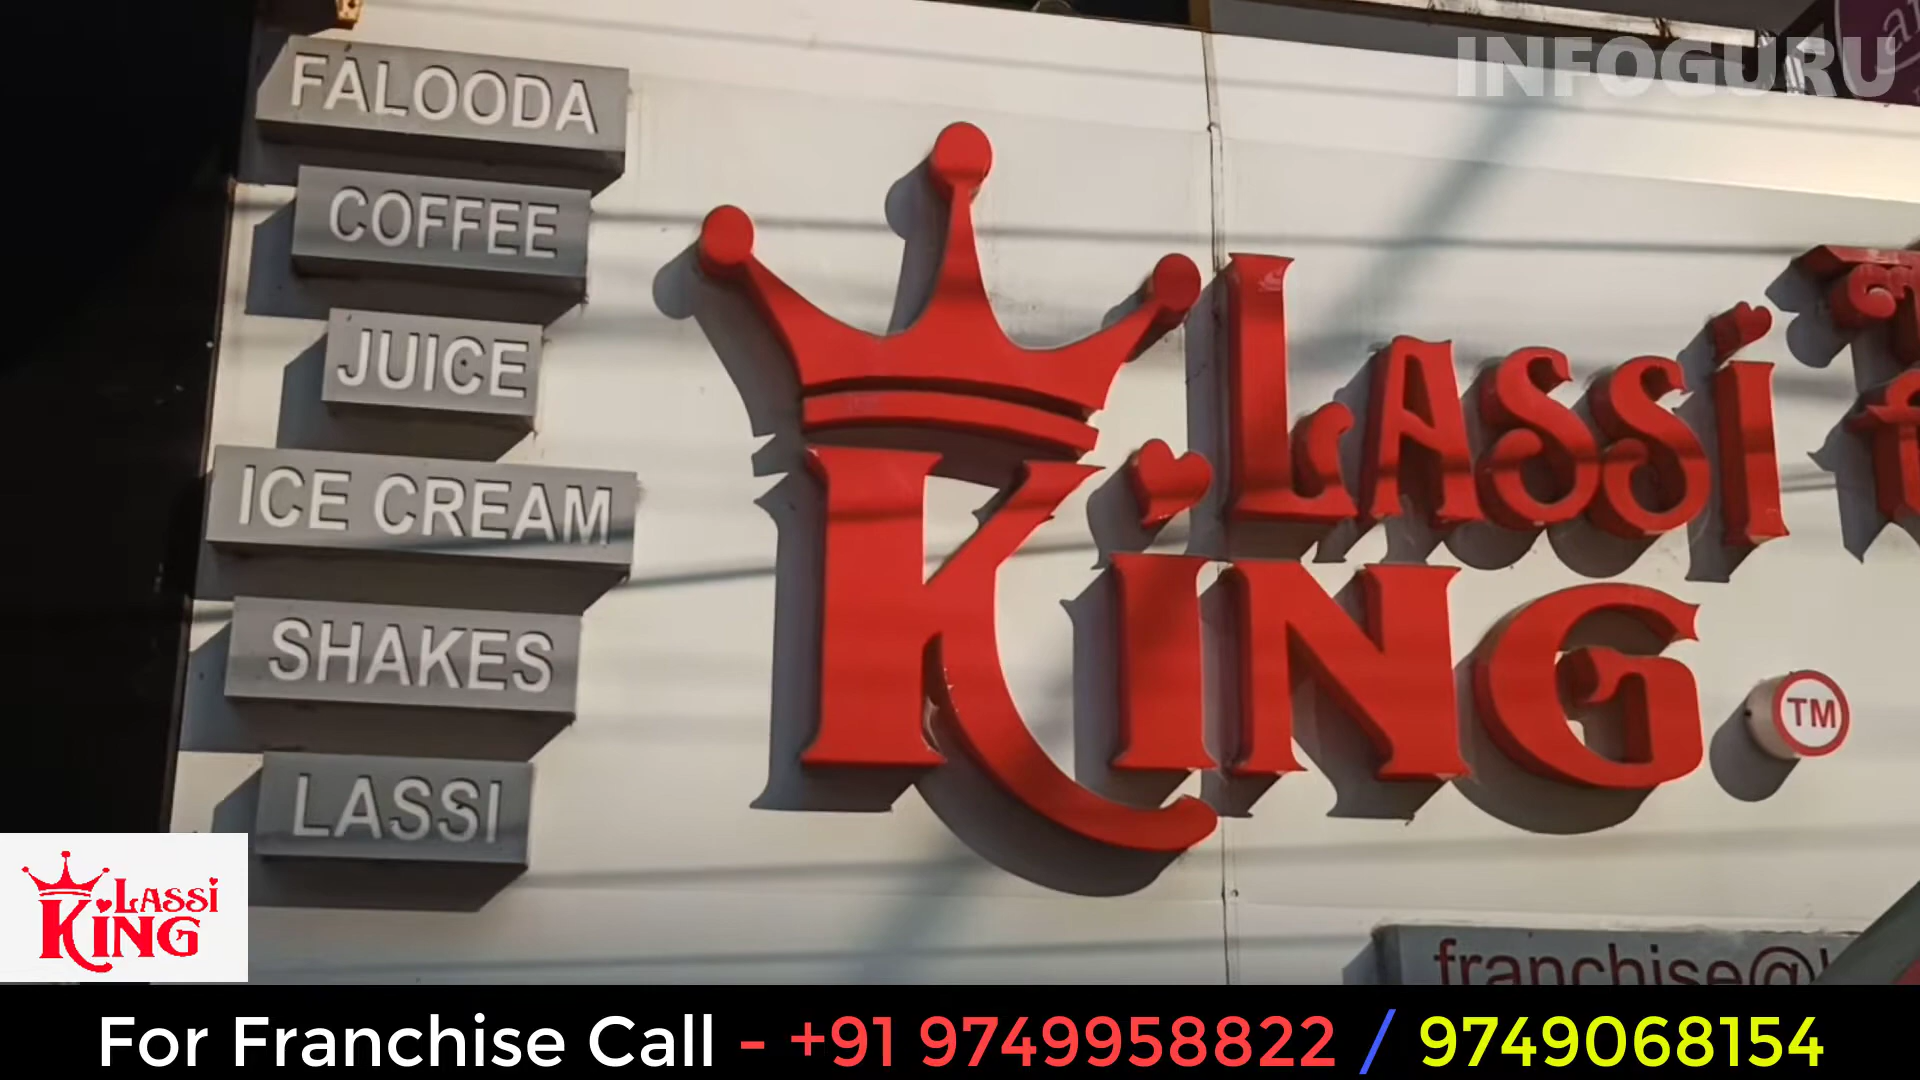 INFOGURU
FALOODA
COFFEE
JUICE
ICE CREAM
SHAKES
LASSI
LASSI
KING
TM
franchise@
LASSI
KING
For Franchise Call - +91 9749958822 / 9749068154